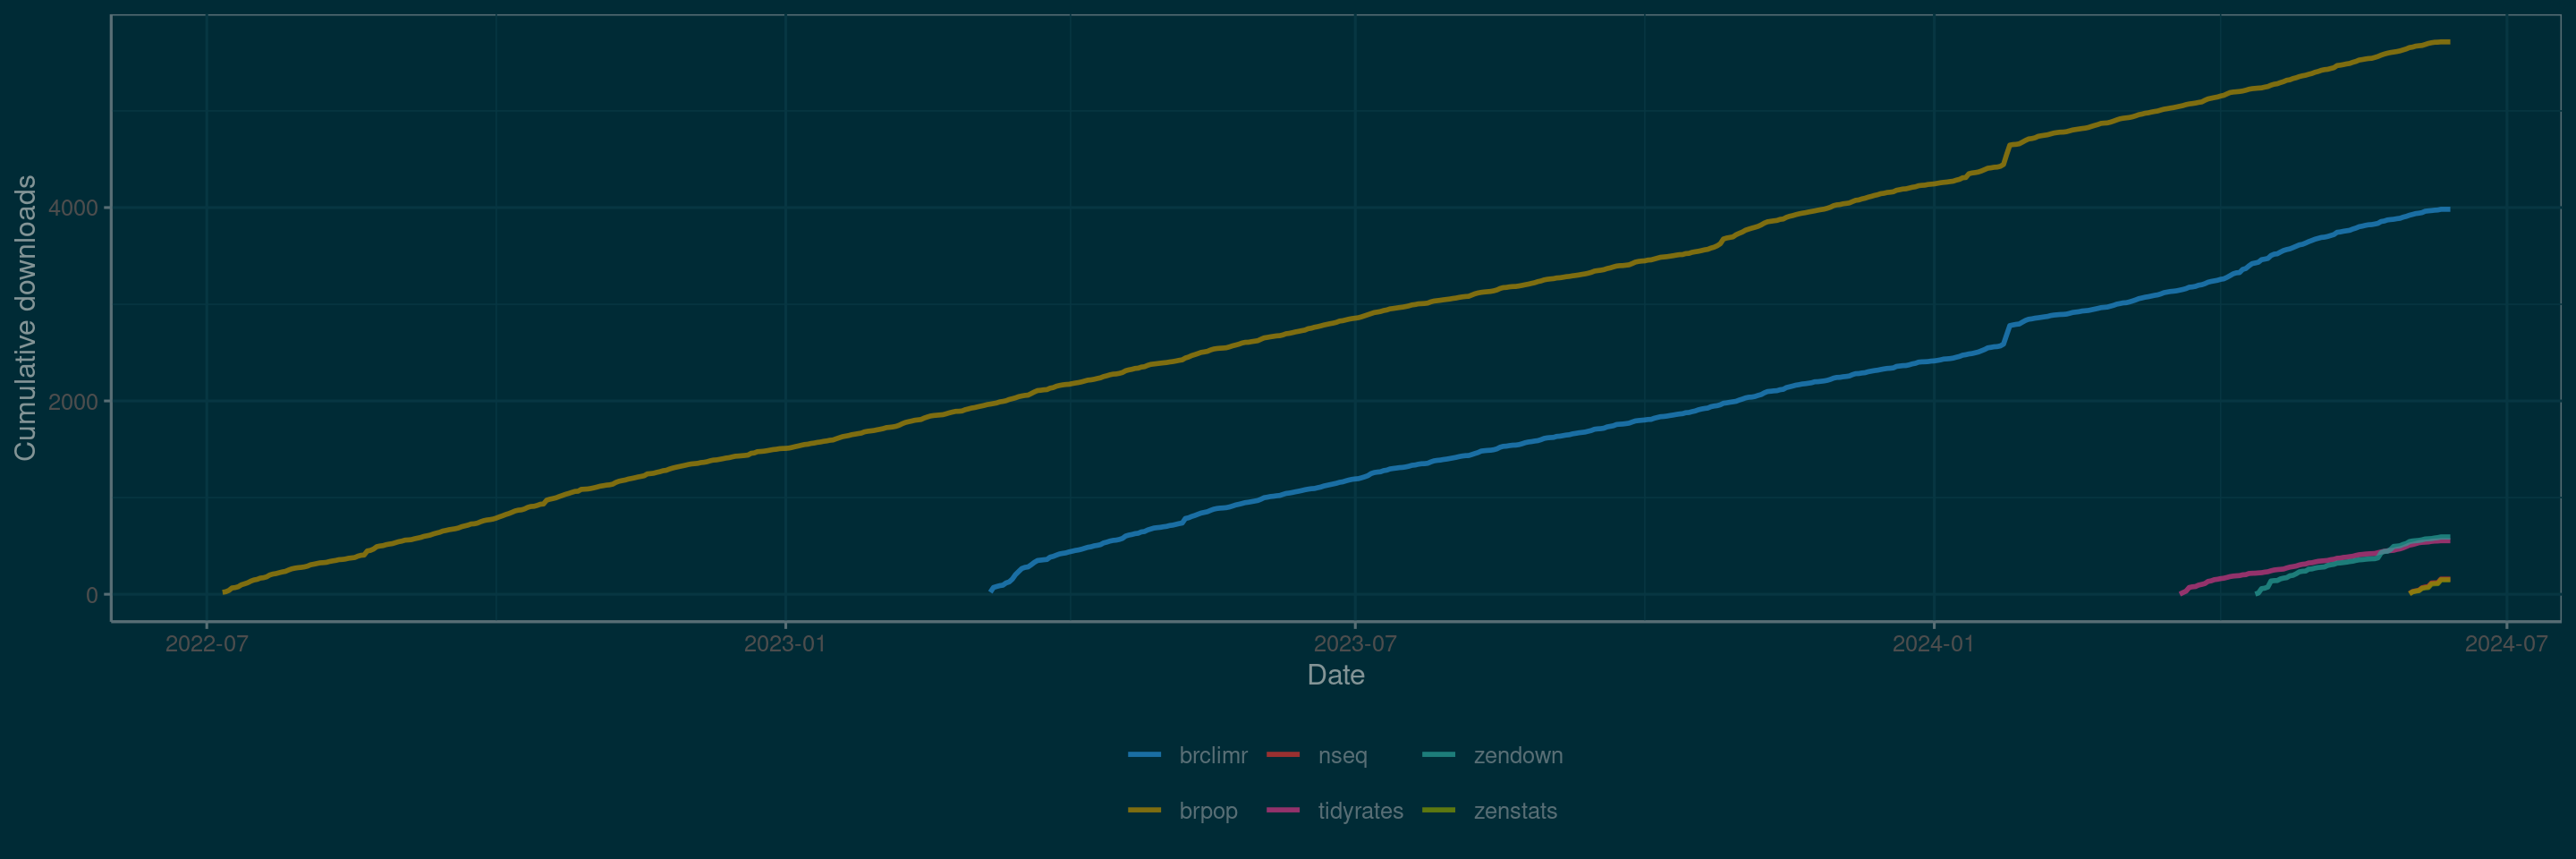 Cumulative downloads
4000
2000
0
2022-07 2023-01 2023-07 2024-01 2024-07
Date
brclimr nseq zendown
brpop tidyrates zenstats